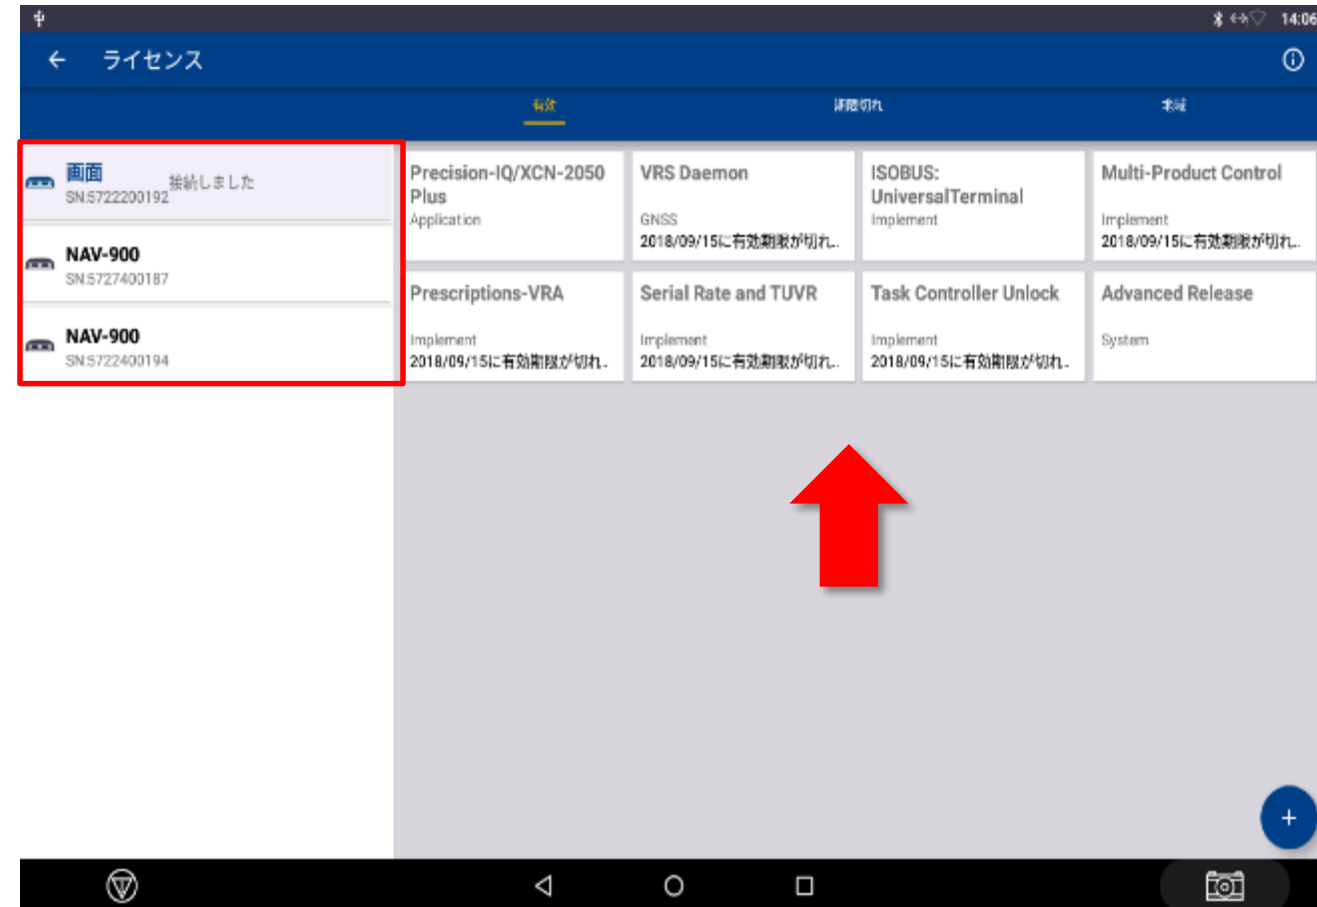 14:06
ライセンス
有効
期限切れ
地域
画面
接続しました
SN:5722200192
NAV-900
SN:5727400187
NAV-900
SN:5722400194
Precision-IQ/XCN-2050
Plus
Application
VRS Daemon
GNSS
2018/09/15に有効期限が切れ..
ISOBUS:
UniversalTerminal
Implement
Multi-Product Control
Implement
2018/09/15に有効期限が切れ..
Prescriptions-VRA
Implement
2018/09/15に有効期限が切れ..
Serial Rate and TUVR
Implement
2018/09/15に有効期限が切れ..
Task Controller Unlock
Implement
2018/09/15に有効期限が切れ..
Advanced Release
System